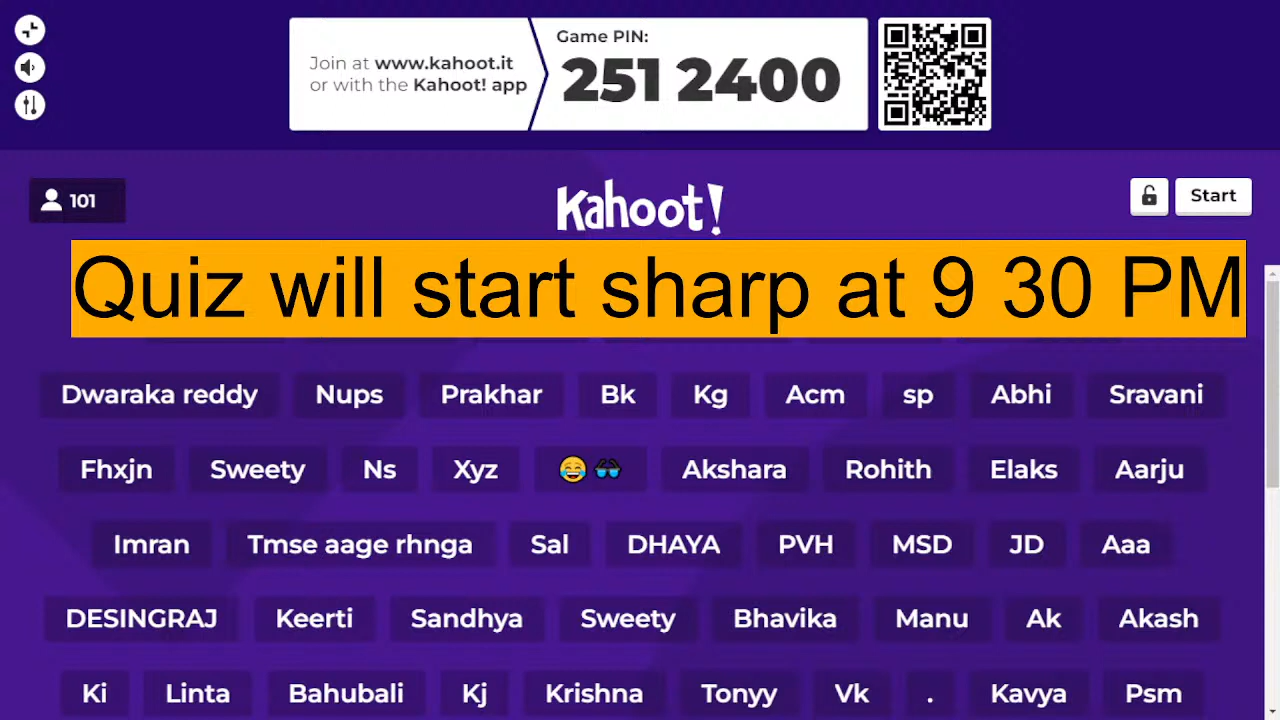 Join at www.kahoot.it
or with the Kahoot! app
Game PIN:
251 2400
101
Kahoot!
Start
Quiz will start sharp at 9 30 PM
Dwaraka reddy Nups Prakhar Bk Kg Acm sp Abhi Sravani
Fhxjn Sweety Ns Xyz 😂🕶️ Akshara Rohith Elaks Aarju
Imran Tmse aage rhnga Sal DHAYA PVH MSD JD Aaa
DESINGRAJ Keerti Sandhya Sweety Bhavika Manu Ak Akash
Ki Linta Bahubali Kj Krishna Tonyy Vk . Kavya Psm